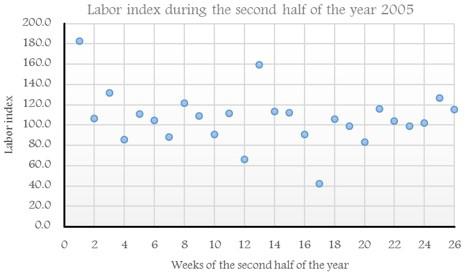 Labor index during the second half of the year 2005
200.0
180.0
160.0
140.0
120.0
100.0
80.0
60.0
40.0
20.0
0.0
Labor index
0 2 4 6 8 10 12 14 16 18 20 22 24 26
Weeks of the second half of the year